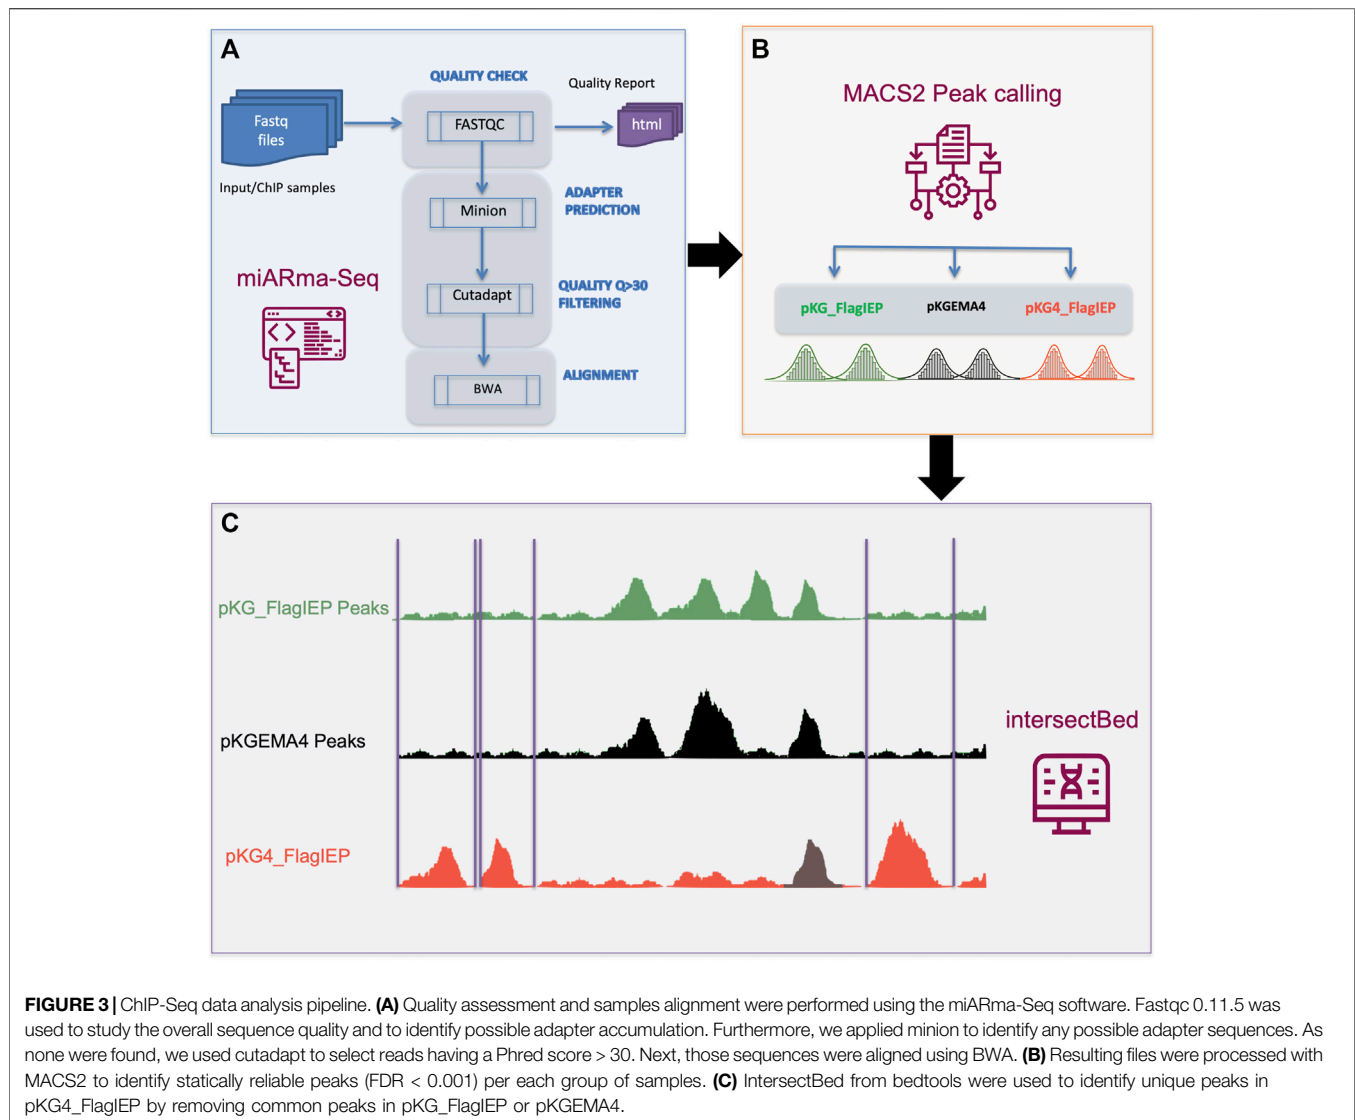 A
QUALITY CHECK
Quality Report
Fastq
files
FASTQC
html
Input/ChIP samples
Minion
ADAPTER
PREDICTION
miARma-Seq
Cutadapt
QUALITY Q>30
FILTERING
BWA
ALIGNMENT
B
MACS2 Peak calling
pKG_FlagIEP
pKGEMA4
pKG4_FlagIEP
C
pKG_FlagIEP Peaks
pKGEMA4 Peaks
pKG4_FlagIEP
intersectBed
FIGURE 3 | ChIP-Seq data analysis pipeline. (A) Quality assessment and samples alignment were performed using the miARma-Seq software. Fastqc 0.11.5 was
used to study the overall sequence quality and to identify possible adapter accumulation. Furthermore, we applied minion to identify any possible adapter sequences. As
none were found, we used cutadapt to select reads having a Phred score > 30. Next, those sequences were aligned using BWA. (B) Resulting files were processed with
MACS2 to identify statically reliable peaks (FDR < 0.001) per each group of samples. (C) IntersectBed from bedtools were used to identify unique peaks in
pKG4_FlagIEP by removing common peaks in pKG_FlagIEP or pKGEMA4.